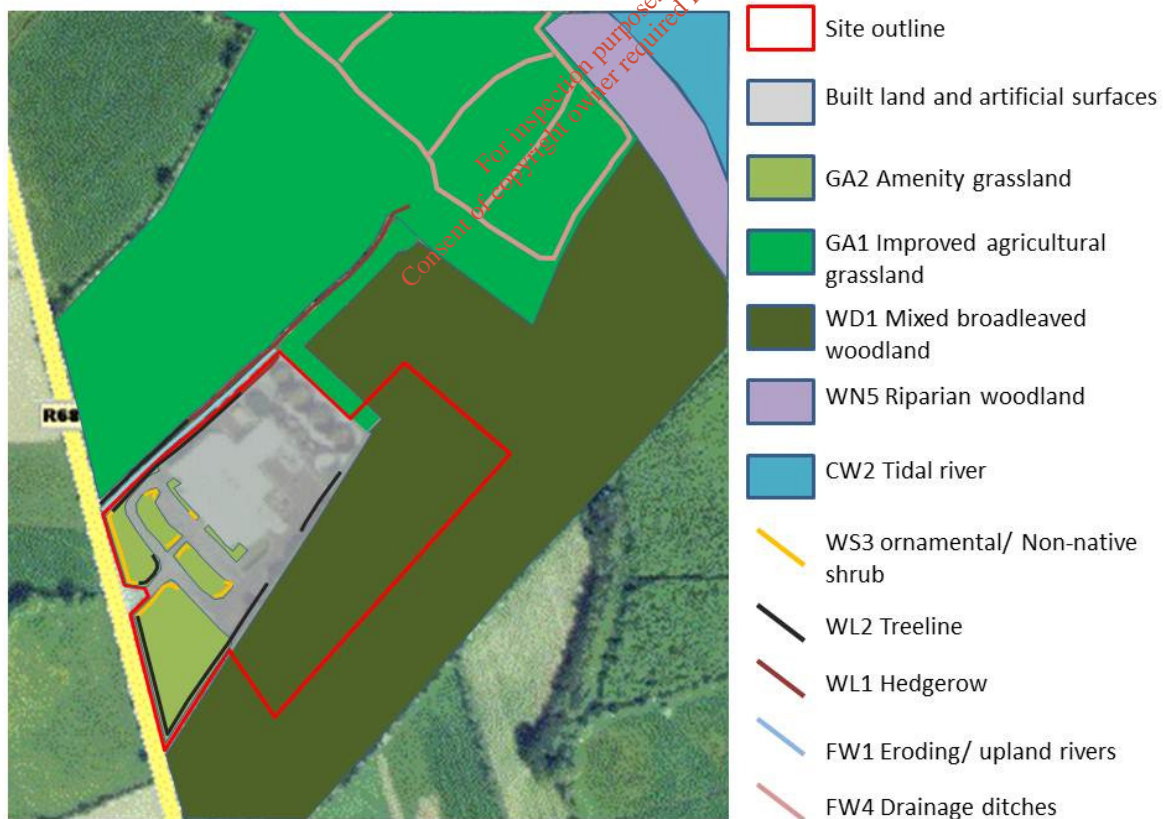 For inspection purposes
Consent of copyright owner required
R68
Site outline
Built land and artificial surfaces
GA2 Amenity grassland
GA1 Improved agricultural
grassland
WD1 Mixed broadleaved
woodland
WN5 Riparian woodland
CW2 Tidal river
WS3 ornamental/ Non-native
shrub
WL2 Treeline
WL1 Hedgerow
FW1 Eroding/ upland rivers
FW4 Drainage ditches